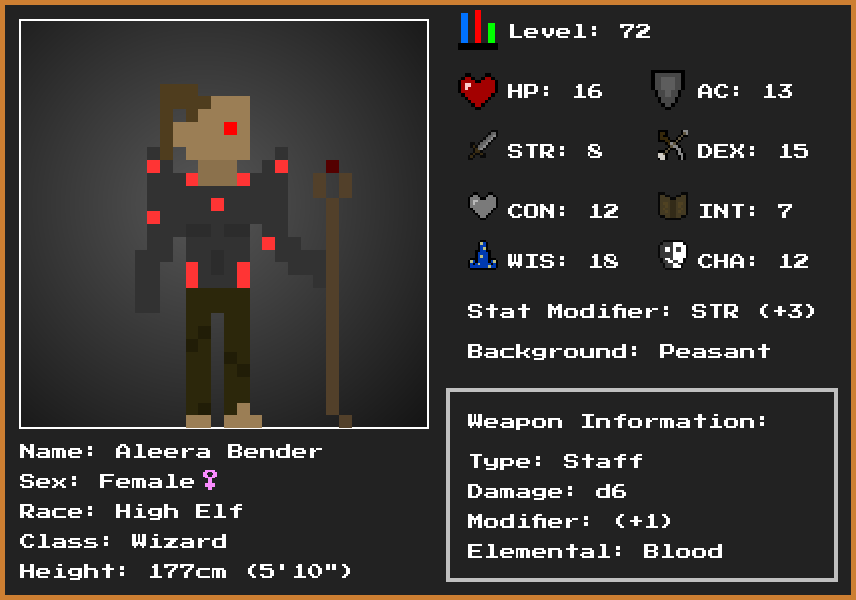 Level: 72
HP: 16 AC: 13
STR: 8 DEX: 15
CON: 12 INT: 7
WIS: 18 CHA: 12
Stat Modifier: STR (+3)
Background: Peasant
Weapon Information:
Type: Staff
Damage: d6
Modifier: (+1)
Elemental: Blood
Name: Aleera Bender
Sex: Female♀
Race: High Elf
Class: Wizard
Height: 177cm (5'10")